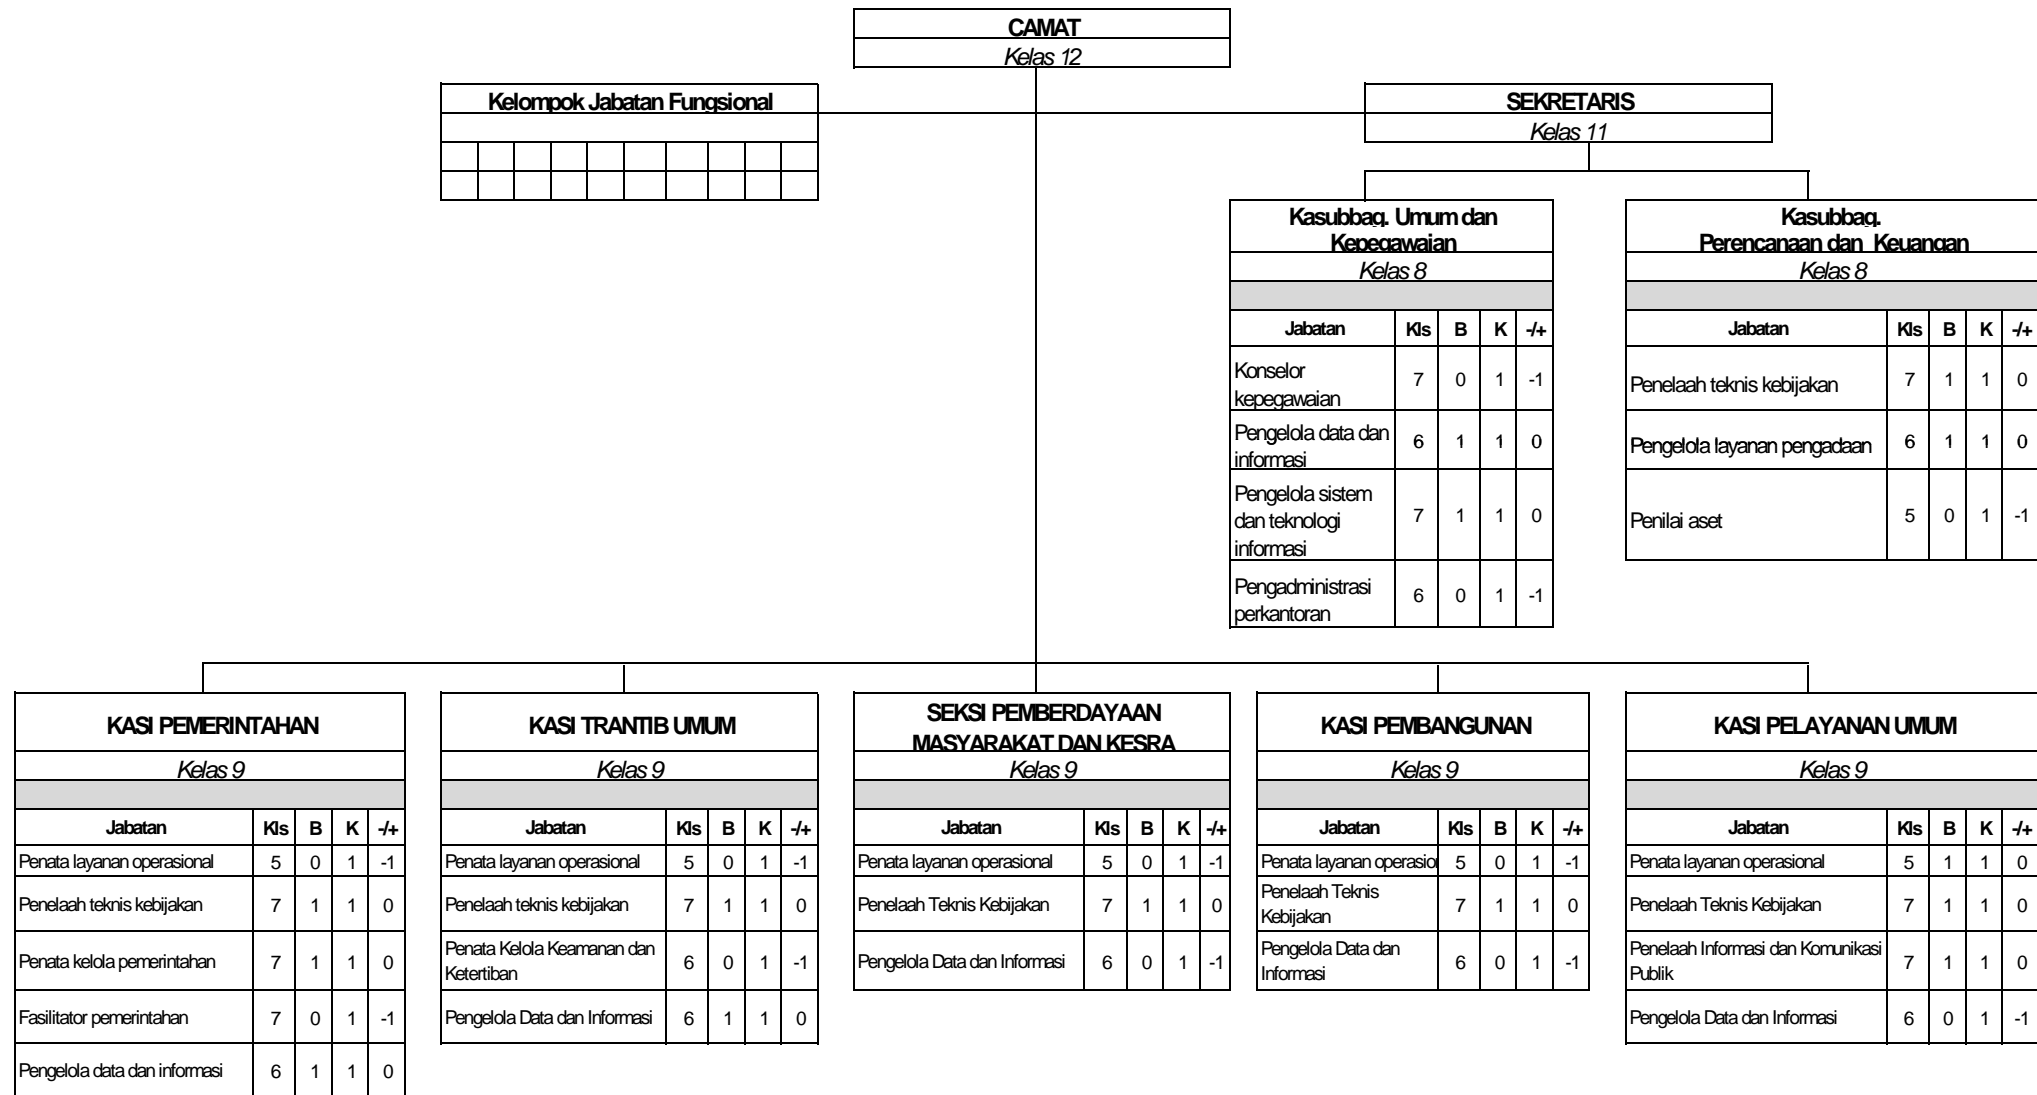 CAMAT
Kelas 12
Kelompok Jabatan Fungsional
SEKRETARIS
Kelas 11
Kasubbag. Umum dan
Kepegawaian
Kelas 8
Jabatan Kls B K -/+
Konselor
kepegawaian 7 0 1 -1
Pengelola data dan
informasi 6 1 1 0
Pengelola sistem
dan teknologi 7 1 1 0
informasi
Pengadministrasi
perkantoran 6 0 1 -1
Kasubbag.
Perencanaan dan Keuangan
Kelas 8
Jabatan Kls B K -/+
Penelaah teknis kebijakan 7 1 1 0
Pengelola layanan pengadaan 6 1 1 0
Penilai aset 5 0 1 -1
KASI PEMERINTAHAN
Kelas 9
Jabatan Kls B K -/+
Penata layanan operasional 5 0 1 -1
Penelaah teknis kebijakan 7 1 1 0
Penata kelola pemerintahan 7 1 1 0
Fasilitator pemerintahan 7 0 1 -1
Pengelola data dan informasi 6 1 1 0
KASI TRANTIB UMUM
Kelas 9
Jabatan Kls B K -/+
Penata layanan operasional 5 0 1 -1
Penelaah teknis kebijakan 7 1 1 0
Penata Kelola Keamanan dan
Ketertiban 6 0 1 -1
Pengelola Data dan Informasi 6 1 1 0
SEKSI PEMBERDAYAAN
MASYARAKAT DAN KESRA
Kelas 9
Jabatan Kls B K -/+
Penata layanan operasional 5 0 1 -1
Penelaah Teknis Kebijakan 7 1 1 0
Pengelola Data dan Informasi 6 0 1 -1
KASI PEMBANGUNAN
Kelas 9
Jabatan Kls B K -/+
Penata layanan operasio 5 0 1 -1
Penelaah Teknis
Kebijakan 7 1 1 0
Pengelola Data dan
Informasi 6 0 1 -1
KASI PELAYANAN UMUM
Kelas 9
Jabatan Kls B K -/+
Penata layanan operasional 5 1 1 0
Penelaah Teknis Kebijakan 7 1 1 0
Penelaah Informasi dan Komunikasi
Publik 7 1 1 0
Pengelola Data dan Informasi 6 0 1 -1